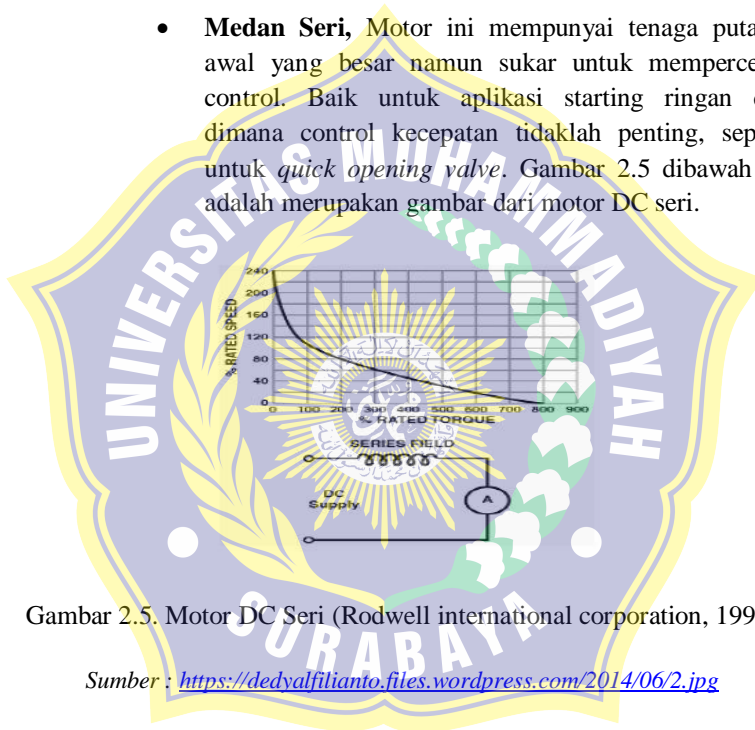 • Medan Seri, Motor ini mempunyai tenaga puta
awal yang besar namun sukar untuk memperce
control. Baik untuk aplikasi starting ringan
dimana control kecepatan tidaklah penting, sep
untuk quick opening valve. Gambar 2.5 dibawah
adalah merupakan gambar dari motor DC seri.
UNIVERSITAS MUHAMMADIYAH
% RATED SPEED
240
200
160
120
80
40
0
0 100 200 300 400 500 600 700 800 900
% RATED TORQUE
SERIES FIELD
DC
Supply
A
Gambar 2.5. Motor DC Seri (Rodwell international corporation, 199
SURABAYA
Sumber : https://dedyalfilianto.files.wordpress.com/2014/06/2.jpg